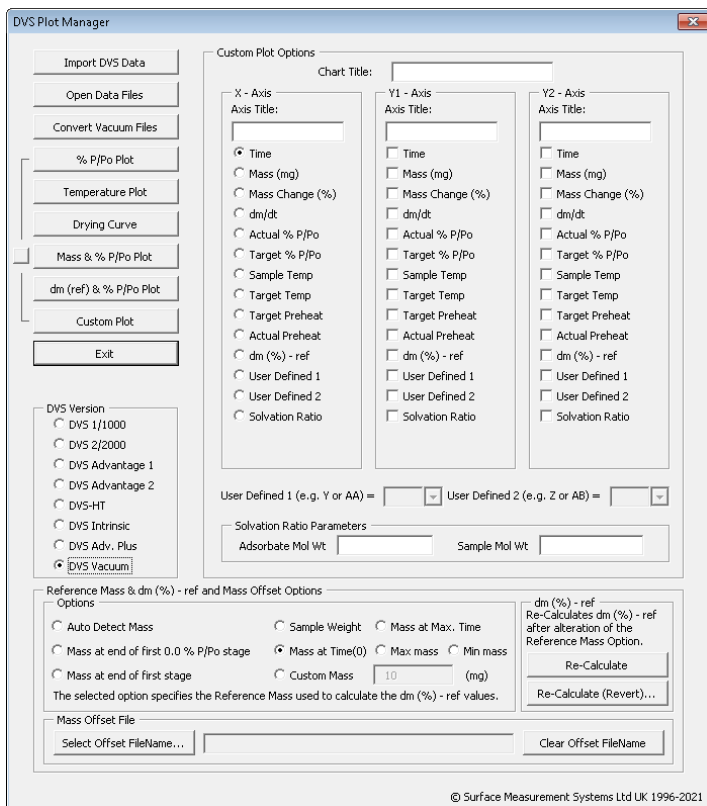 DVS Plot Manager
Import DVS Data
Open Data Files
Convert Vacuum Files
% P/Po Plot
Temperature Plot
Drying Curve
Mass & % P/Po Plot
dm (ref) & % P/Po Plot
Custom Plot
Exit
DVS Version
DVS 1/1000
DVS 2/2000
DVS Advantage 1
DVS Advantage 2
DVS-HT
DVS Intrinsic
DVS Adv. Plus
DVS Vacuum
Custom Plot Options
Chart Title:
X - Axis
Axis Title:
Time
Mass (mg)
Mass Change (%)
dm/dt
Actual % P/Po
Target % P/Po
Sample Temp
Target Temp
Target Preheat
Actual Preheat
dm (%) - ref
User Defined 1
User Defined 2
Solvation Ratio
Y1 - Axis
Axis Title:
Time
Mass (mg)
Mass Change (%)
dm/dt
Actual % P/Po
Target % P/Po
Sample Temp
Target Temp
Target Preheat
Actual Preheat
dm (%) - ref
User Defined 1
User Defined 2
Solvation Ratio
Y2 - Axis
Axis Title:
Time
Mass (mg)
Mass Change (%)
dm/dt
Actual % P/Po
Target % P/Po
Sample Temp
Target Temp
Target Preheat
Actual Preheat
dm (%) - ref
User Defined 1
User Defined 2
Solvation Ratio
User Defined 1 (e.g. Y or AA) = User Defined 2 (e.g. Z or AB) =
Solvation Ratio Parameters
Adsorbate Mol Wt Sample Mol Wt
Reference Mass & dm (%) - ref and Mass Offset Options
Options
Auto Detect Mass Sample Weight Mass at Max. Time
Mass at end of first 0.0 % P/Po stage Mass at Time(0) Max mass Min mass
Mass at end of first stage Custom Mass 10 (mg)
The selected option specifies the Reference Mass used to calculate the dm (%) - ref values.
dm (%) - ref
Re-Calculates dm (%) - ref
after alteration of the
Reference Mass Option.
Re-Calculate
Re-Calculate (Revert)...
Mass Offset File
Select Offset FileName... Clear Offset FileName
© Surface Measurement Systems Ltd UK 1996-2021